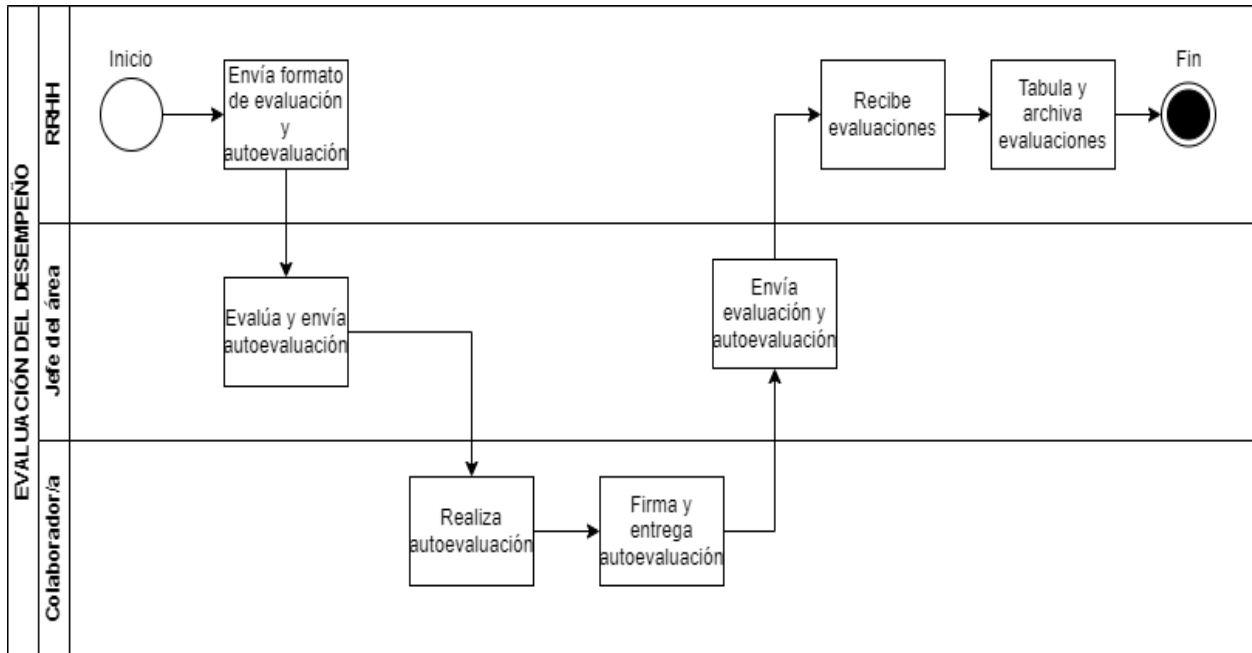 EVALUACIÓN DEL DESEMPEÑO
RRHH
Inicio
Envía formato
de evaluación
y
autoevaluación
Recibe
evaluaciones
Tabula y
archiva
evaluaciones
Fin
Jefe del área
Evalúa y envía
autoevaluación
Envía
evaluación y
autoevaluación
Colaborador/a
Realiza
autoevaluación
Firma y
entrega
autoevaluación